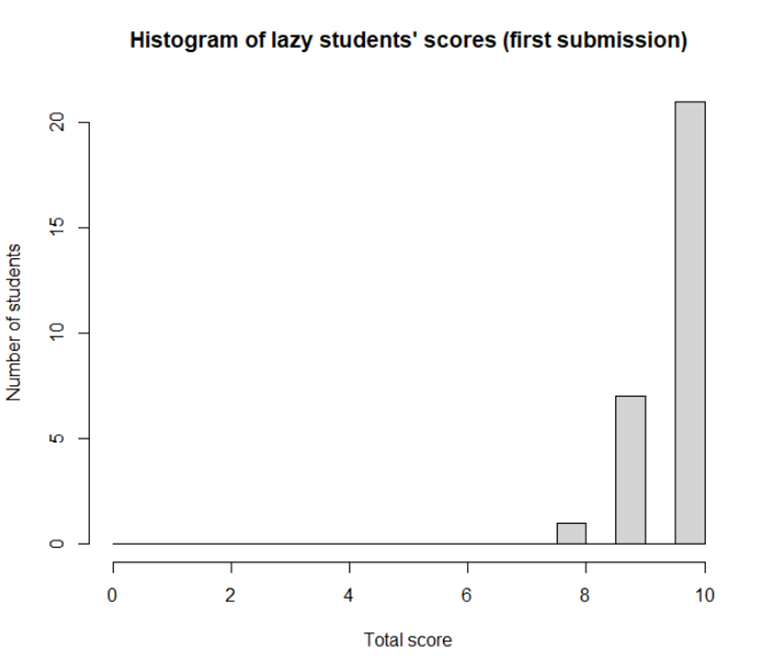 Histogram of lazy students' scores (first submission)
20
15
10
5
0
Number of students
0 2 4 6 8 10
Total score